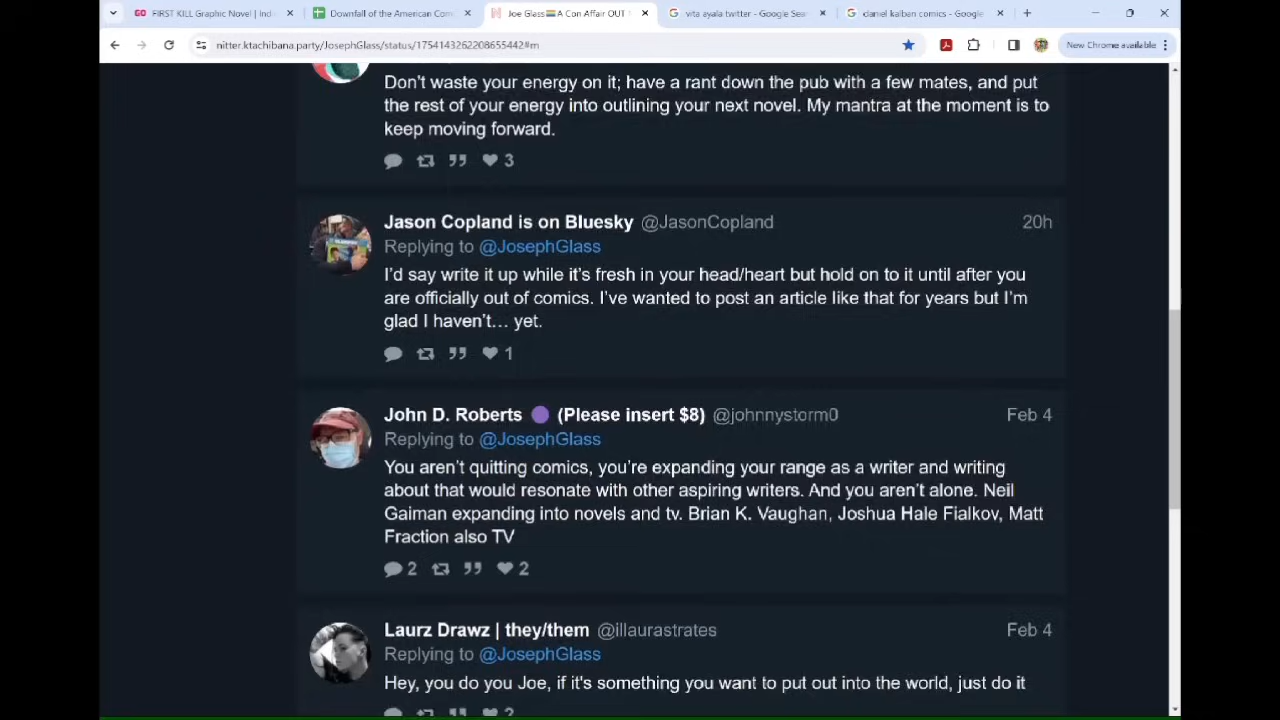 FIRST KILL Graphic Novel | Ind
Downfall of the American Com
Joe Glass A Con Affair OUT
vita ayala twitter - Google Sear
daniel kalban comics - Google
nitter.ktachibana.party/JosephGlass/status/1754143262208655442#m
New Chrome available
Don't waste your energy on it; have a rant down the pub with a few mates, and put
the rest of your energy into outlining your next novel. My mantra at the moment is to
keep moving forward.
3
Jason Copland is on Bluesky @JasonCopland 20h
Replying to @JosephGlass
I'd say write it up while it's fresh in your head/heart but hold on to it until after you
are officially out of comics. I've wanted to post an article like that for years but I'm
glad I haven't… yet.
1
John D. Roberts (Please insert $8) @johnnystorm0 Feb 4
Replying to @JosephGlass
You aren't quitting comics, you're expanding your range as a writer and writing
about that would resonate with other aspiring writers. And you aren't alone. Neil
Gaiman expanding into novels and tv. Brian K. Vaughan, Joshua Hale Fialkov, Matt
Fraction also TV
2 2
Laurz Drawz | they/them @illaurastrates Feb 4
Replying to @JosephGlass
Hey, you do you Joe, if it's something you want to put out into the world, just do it
2